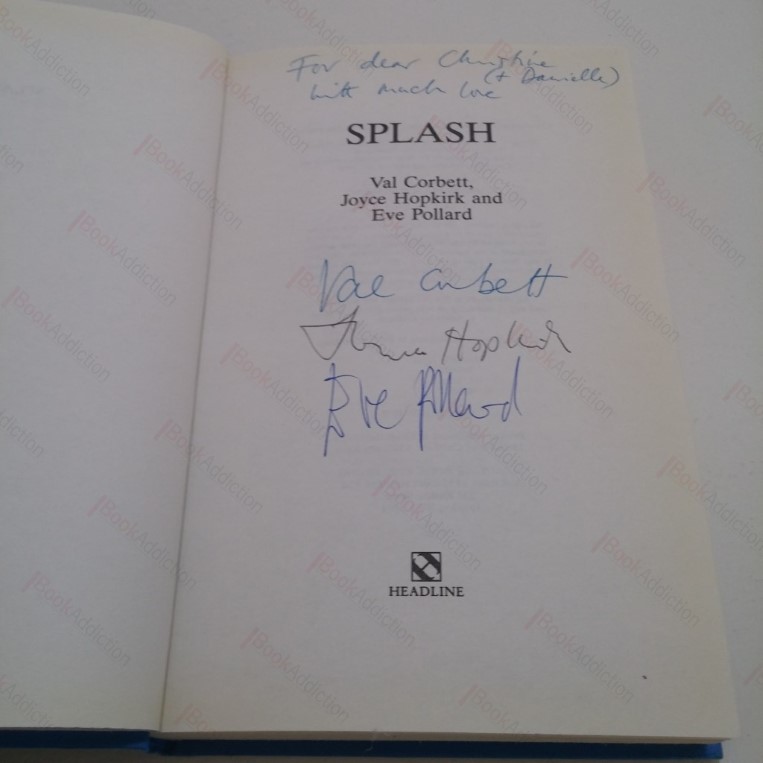 For dear Christine
(+ Danielle)
with much love
SPLASH
Val Corbett,
Joyce Hopkirk and
Eve Pollard
Val Corbett
Joyce Hopkirk
Eve Pollard
HEADLINE
BookAddiction